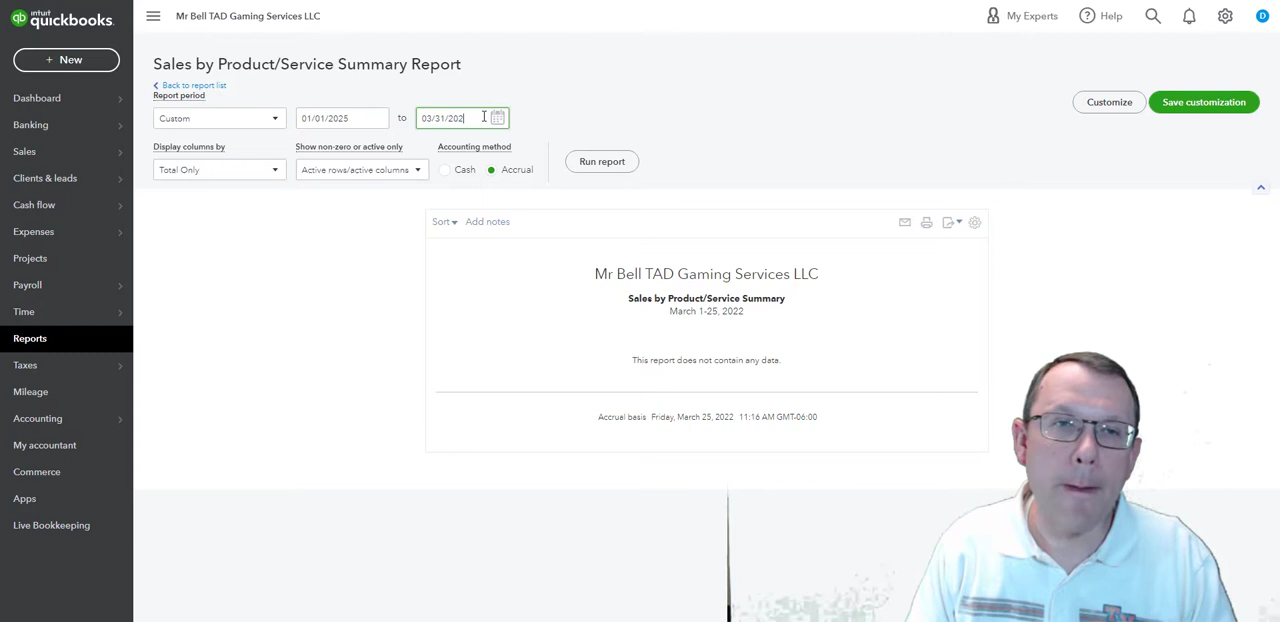 intuit
quickbooks.
Mr Bell TAD Gaming Services LLC
My Experts
Help
D
+ New
Dashboard
Banking
Sales
Clients & leads
Cash flow
Expenses
Projects
Payroll
Time
Reports
Taxes
Mileage
Accounting
My accountant
Commerce
Apps
Live Bookkeeping
Sales by Product/Service Summary Report
Back to report list
Report period
Custom
01/01/2025
to
03/31/202
Customize
Save customization
Display columns by
Show non-zero or active only
Accounting method
Total Only
Active rows/active columns
Cash
Accrual
Run report
Sort
Add notes
Mr Bell TAD Gaming Services LLC
Sales by Product/Service Summary
March 1-25, 2022
This report does not contain any data.
Accrual basis Friday, March 25, 2022 11:16 AM GMT-06:00